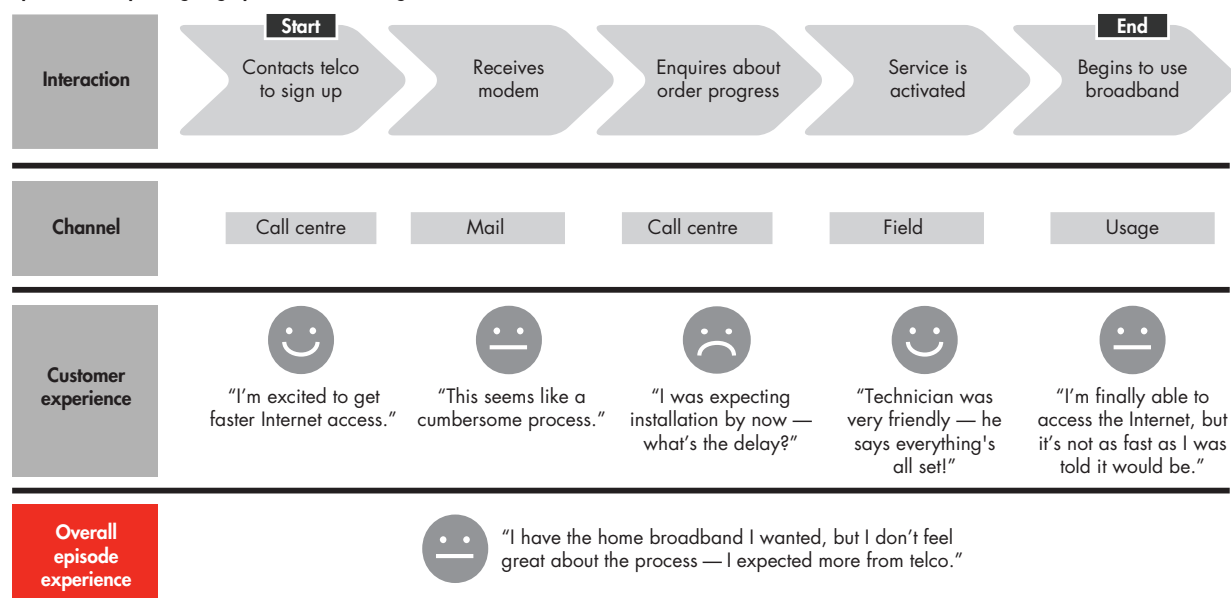 Start
End
Interaction
Contacts telco
to sign up
Receives
modem
Enquires about
order progress
Service is
activated
Begins to use
broadband
Channel
Call centre
Mail
Call centre
Field
Usage
Customer
experience
“I’m excited to get
faster Internet access.”
“This seems like a
cumbersome process.”
“I was expecting
installation by now —
what’s the delay?”
“Technician was
very friendly — he
says everything's
all set!”
“I’m finally able to
access the Internet, but
it’s not as fast as I was
told it would be.”
Overall
episode
experience
“I have the home broadband I wanted, but I don’t feel
great about the process — I expected more from telco.”